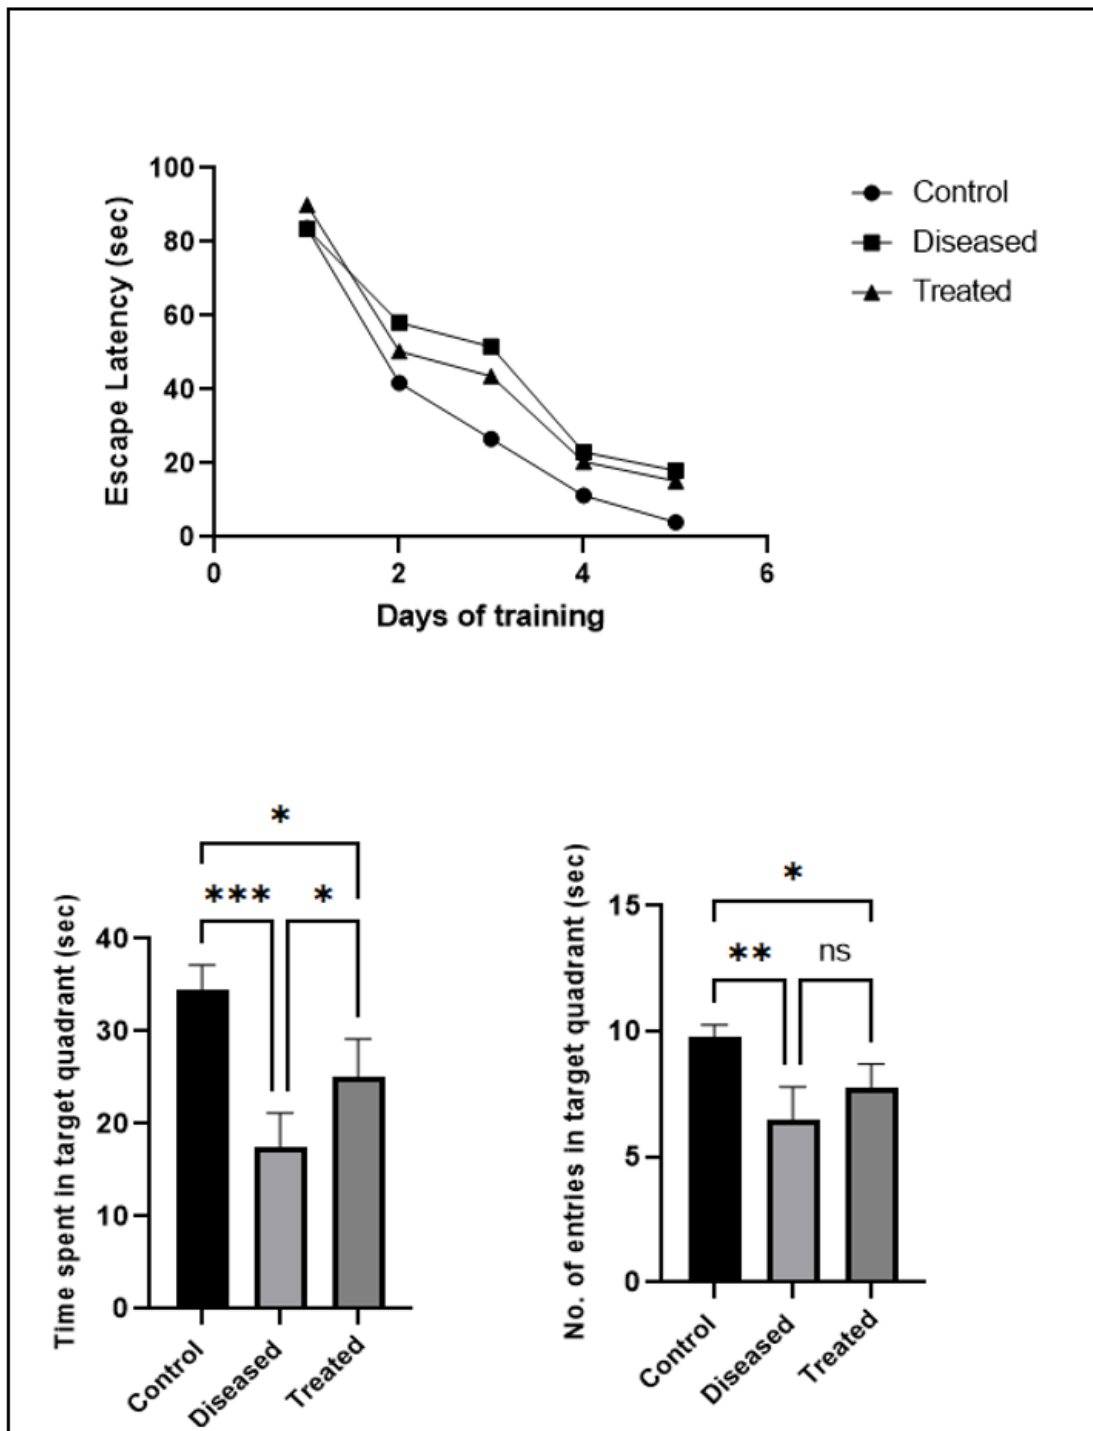 Escape Latency (sec)
100
80
60
40
20
0
0
2
4
6
Days of training
Control
Diseased
Treated
Time spent in target quadrant (sec)
40
30
20
10
0
*
***
*
Control
Diseased
Treated
No. of entries in target quadrant (sec)
15
10
5
0
*
**
ns
Control
Diseased
Treated